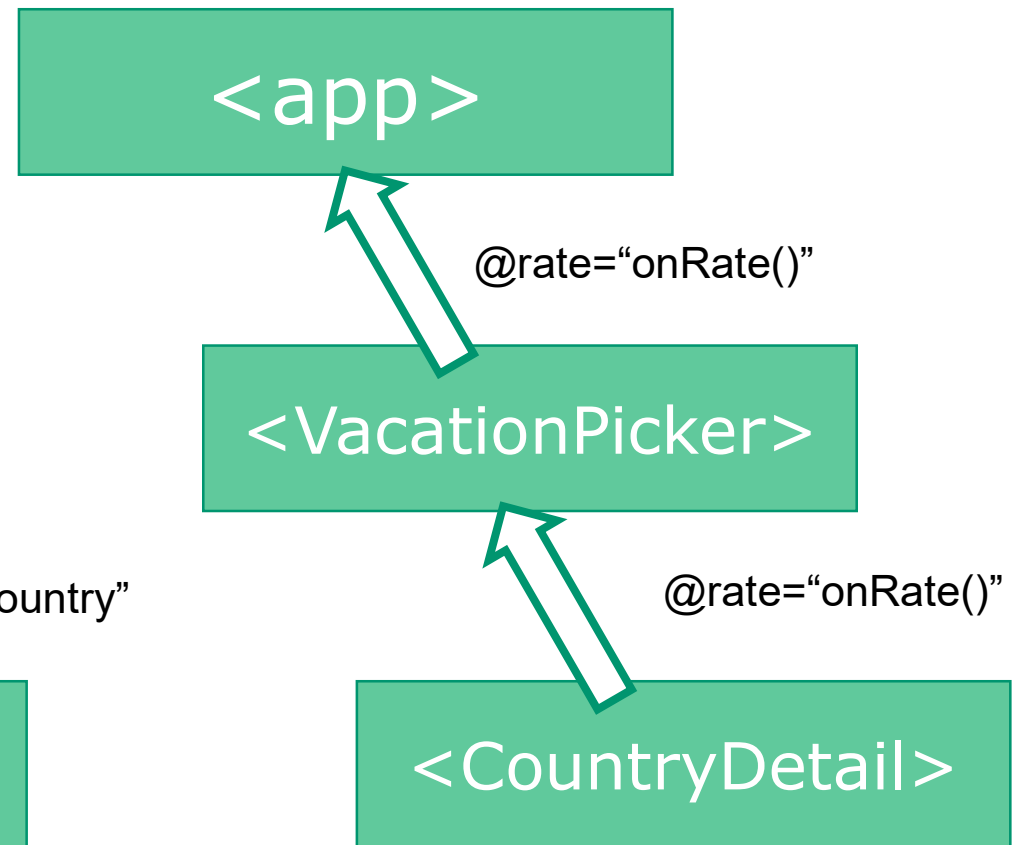 <app>
@rate=“onRate()”
<VacationPicker>
ountry”
@rate=“onRate()”
<CountryDetail>